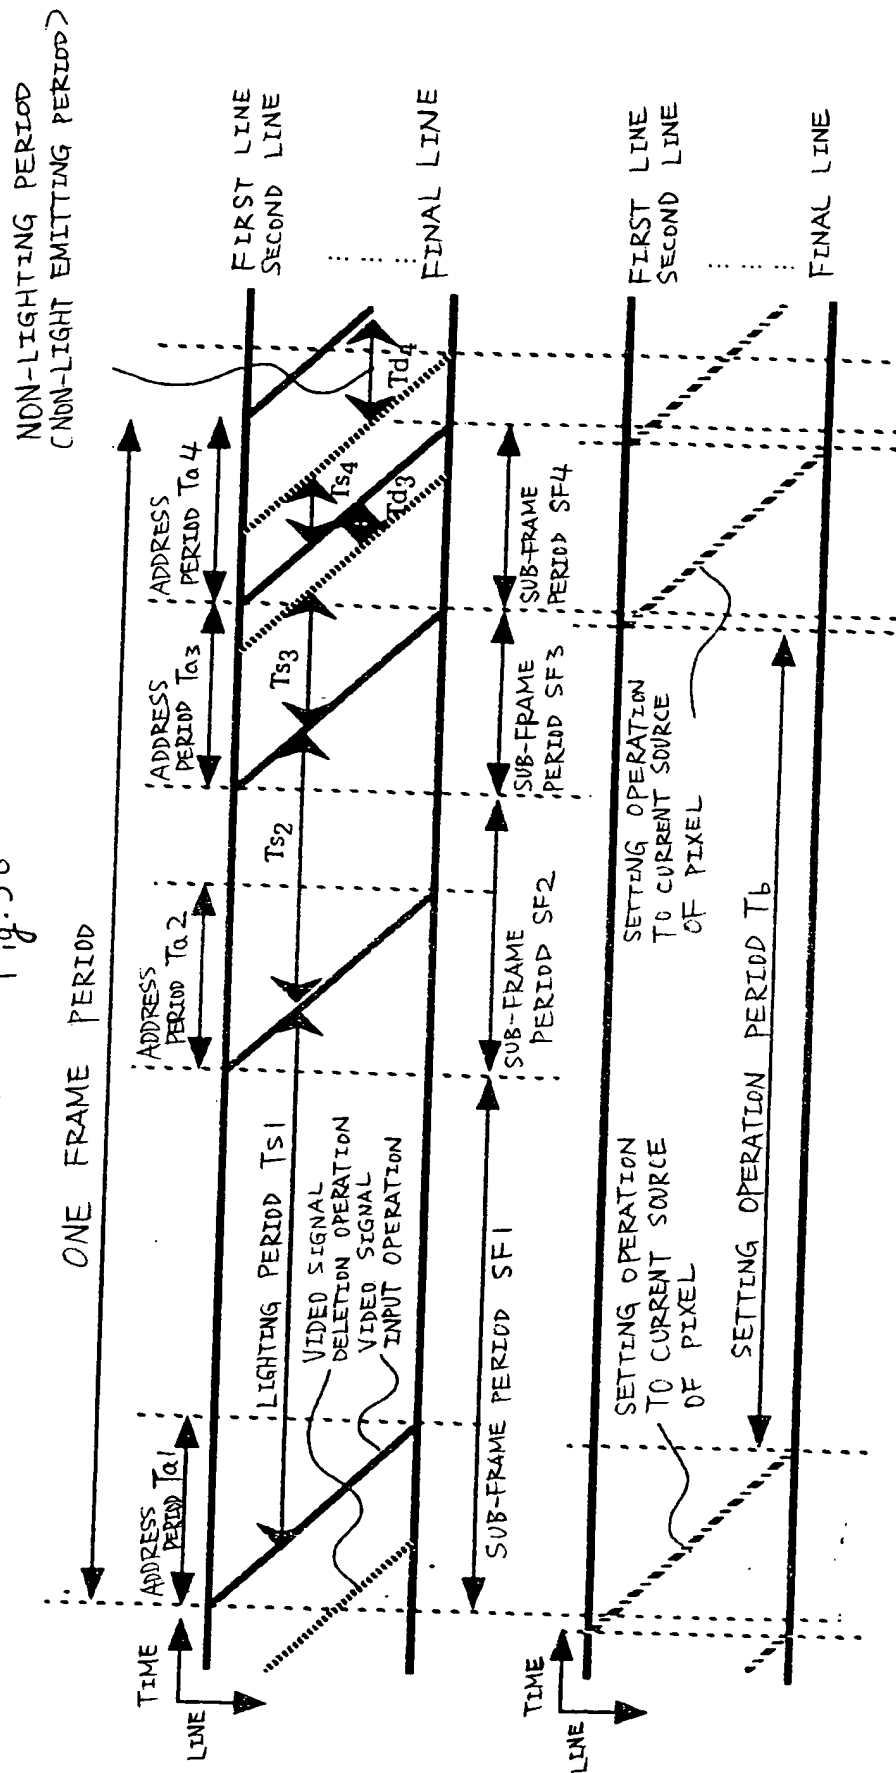 ONE FRAME PERIOD
NON-LIGHTING PERIOD
(NON-LIGHT EMITTING PERIOD)
TIME
LINE
ADDRESS
PERIOD Ta1
ADDRESS
PERIOD Ta2
ADDRESS
PERIOD Ta3
ADDRESS
PERIOD Ta4
FIRST LINE
SECOND LINE
FINAL LINE
LIGHTING PERIOD Ts1
Ts2
Ts3
Ts4
Td3
Td4
VIDEO SIGNAL
DELETION OPERATION
VIDEO SIGNAL
INPUT OPERATION
SUB-FRAME PERIOD SF1
SUB-FRAME
PERIOD SF2
SUB-FRAME
PERIOD SF3
SUB-FRAME
PERIOD SF4
TIME
LINE
SETTING OPERATION
TO CURRENT SOURCE
OF PIXEL
SETTING OPERATION
TO CURRENT SOURCE
OF PIXEL
FIRST LINE
SECOND LINE
FINAL LINE
SETTING OPERATION PERIOD Tb